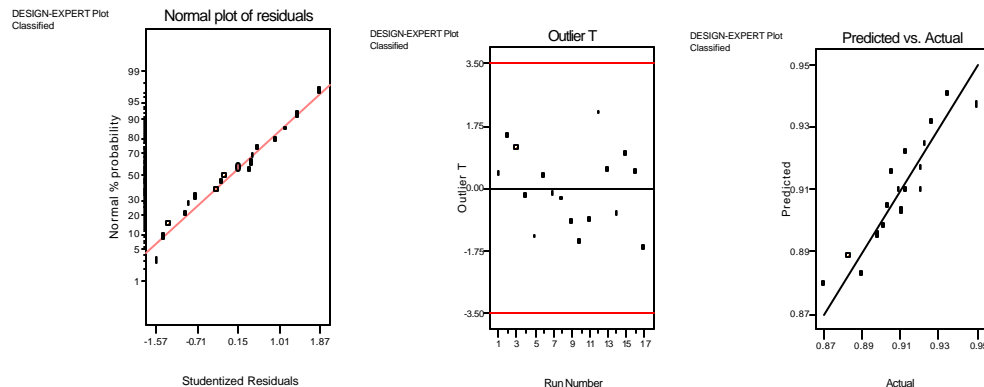 DESIGN-EXPERT Plot
Classified
Normal plot of residuals
Normal % probability
99
95
90
80
70
50
30
20
10
5
1
-1.57
-0.71
0.15
1.01
1.87
Studentized Residuals
DESIGN-EXPERT Plot
Classified
Outlier T
Outlier T
3.50
1.75
0.00
-1.75
-3.50
1
3
5
7
9
11
13
15
17
Run Number
DESIGN-EXPERT Plot
Classified
Predicted vs. Actual
Predicted
0.95
0.93
0.91
0.89
0.87
0.87
0.89
0.91
0.93
Actual